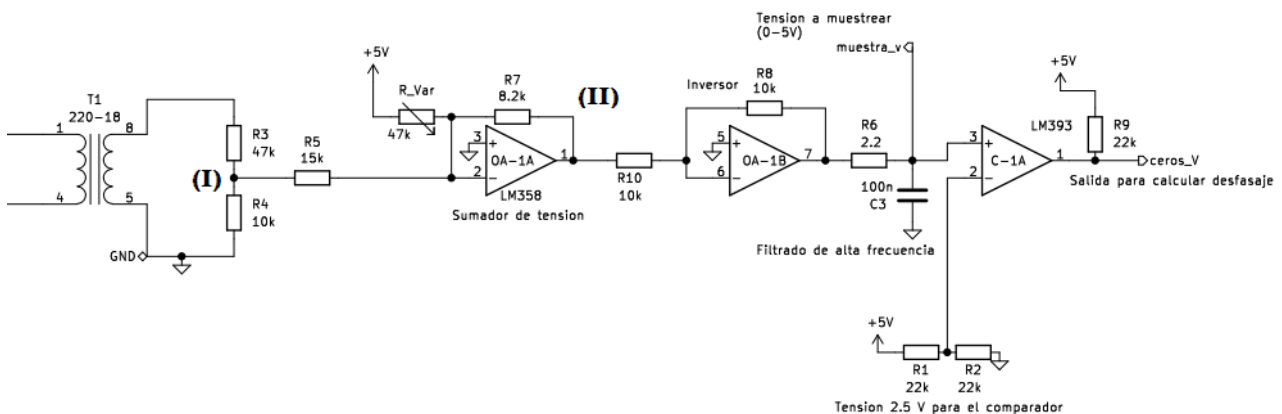 Tension a muestrear
(0-5V)
muestra_v
+5V
R_Var
47k
R7
8.2k
(II)
Inversor
R8
10k
+5V
T1
220-18
1
8
4
5
R3
47k
(I)
R4
10k
R5
15k
3
+
OA-1A
1
2
-
LM358
Sumador de tension
R10
10k
5
+
OA-1B
7
6
-
R6
2.2
100n
C3
Filtrado de alta frecuencia
LM393
3
+
C-1A
1
2
-
R9
22k
ceros_V
Salida para calcular desfasaje
GND
+5V
R1
22k
R2
22k
Tension 2.5 V para el comparador